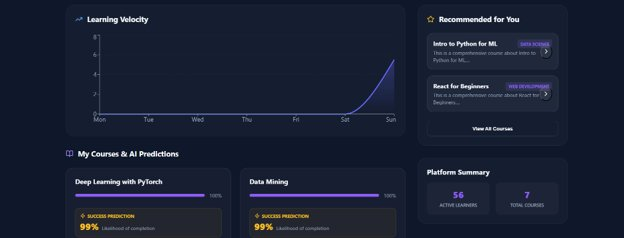 Learning Velocity
8
6
4
2
0
Mon Tue Wed Thu Fri Sat Sun
My Courses & AI Predictions
Deep Learning with PyTorch
100%
SUCCESS PREDICTION
99% Likelihood of completion
Data Mining
100%
SUCCESS PREDICTION
99% Likelihood of completion
Recommended for You
Intro to Python for ML
DATA SCIENCE
This is a comprehensive course about Intro to
Python for ML...
React for Beginners
WEB DEVELOPMENT
This is a comprehensive course about React for
Beginners...
View All Courses
Platform Summary
56
ACTIVE LEARNERS
7
TOTAL COURSES